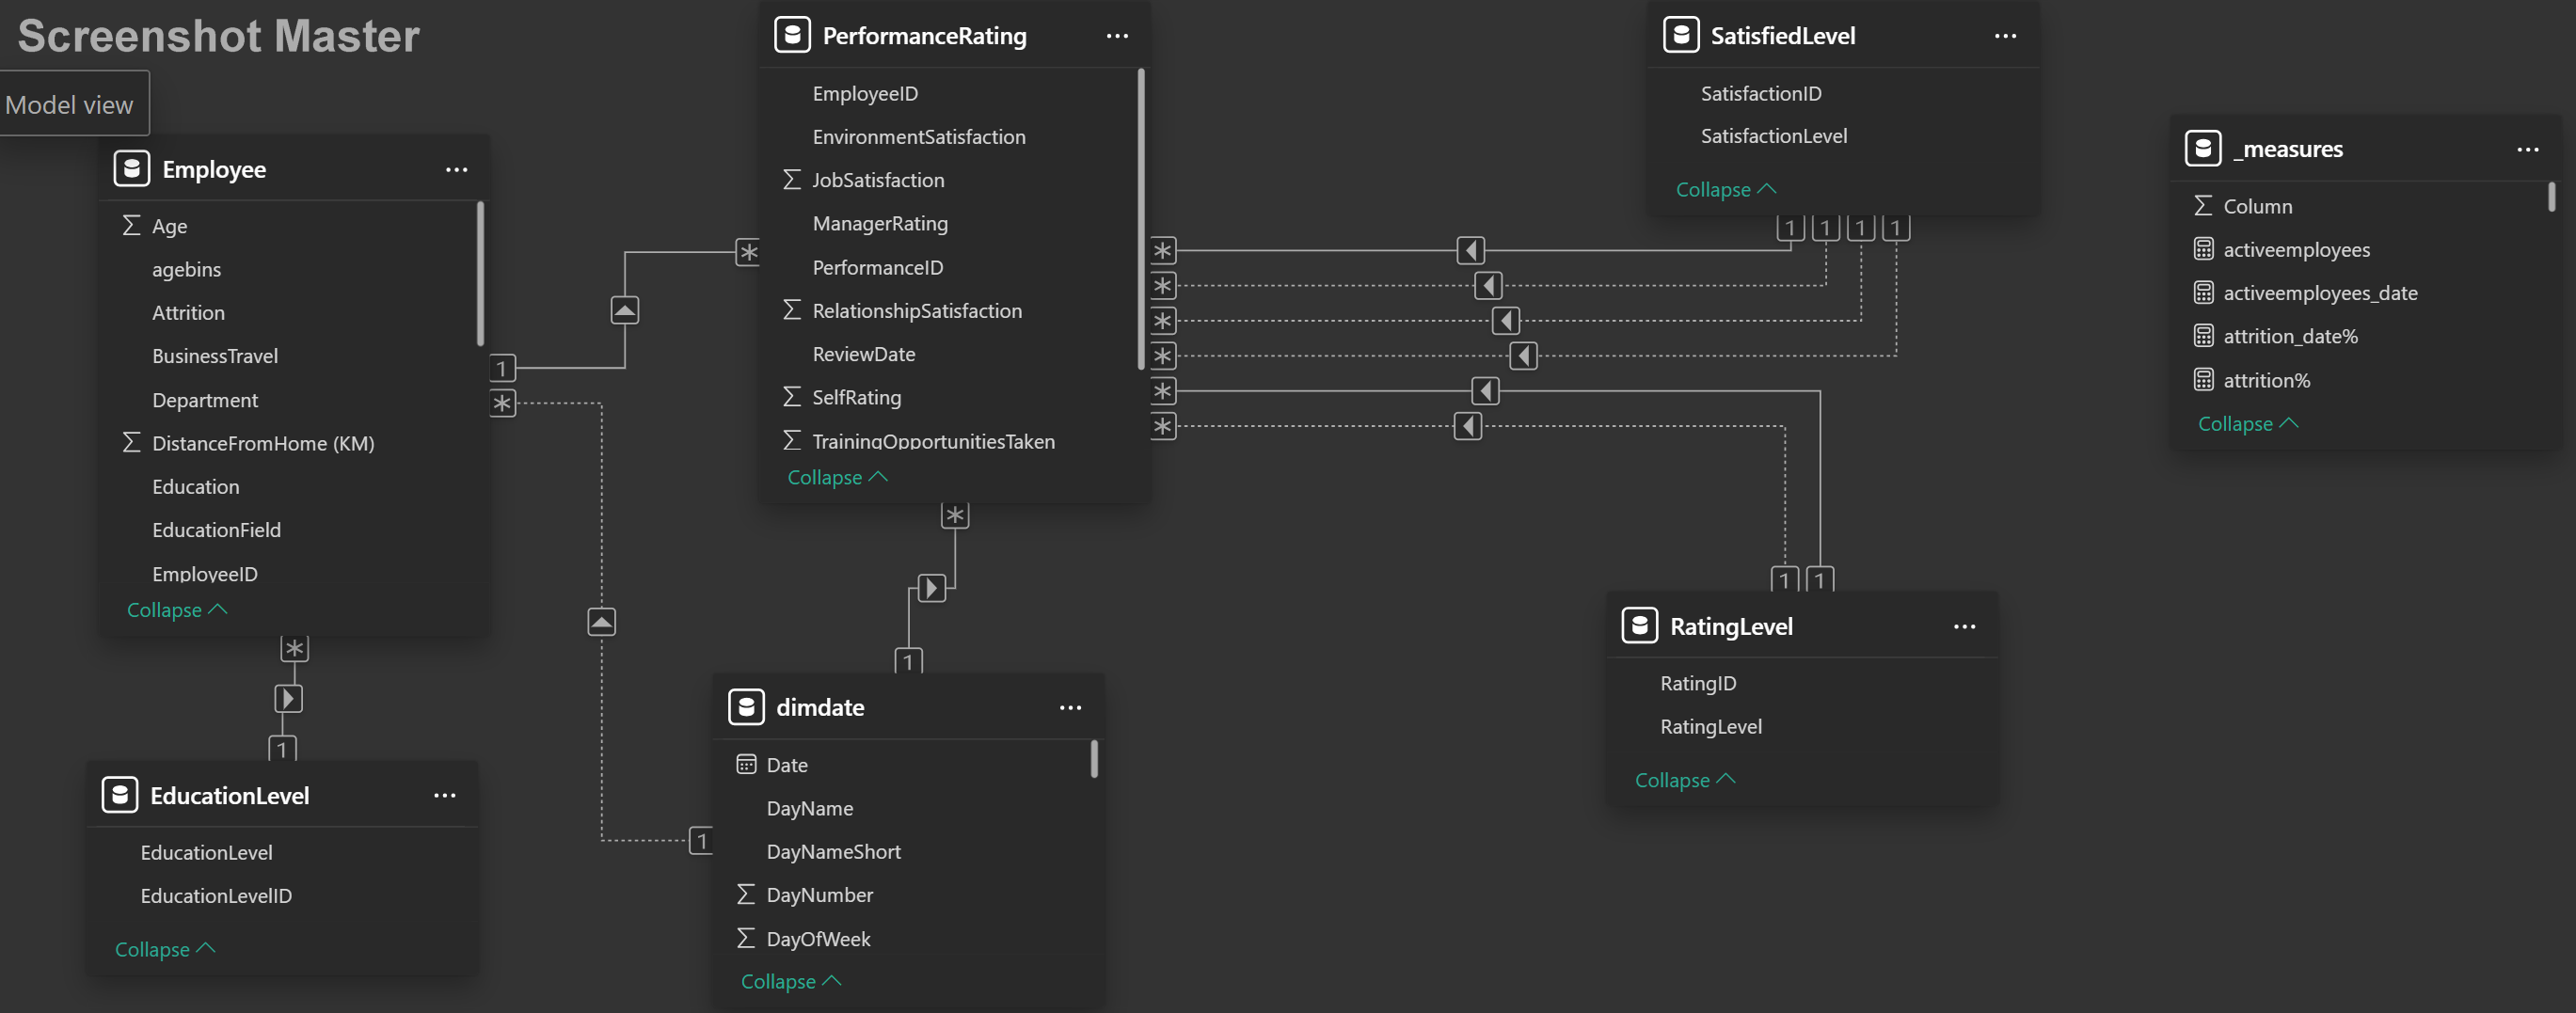 Screenshot Master
Model view
Employee
Age
agebins
Attrition
BusinessTravel
Department
DistanceFromHome (KM)
Education
EducationField
EmployeeID
Collapse
1
*
*
1
EducationLevel
EducationLevel
EducationLevelID
Collapse
PerformanceRating
EmployeeID
EnvironmentSatisfaction
JobSatisfaction
ManagerRating
PerformanceID
RelationshipSatisfaction
ReviewDate
SelfRating
TrainingOpportunitiesTaken
Collapse
*
*
1
1
dimdate
Date
DayName
DayNameShort
DayNumber
DayOfWeek
Collapse
SatisfiedLevel
SatisfactionID
SatisfactionLevel
Collapse
1 1 1 1
*
*
*
*
*
*
1 1
RatingLevel
RatingID
RatingLevel
Collapse
_measures
Column
activeemployees
activeemployees_date
attrition_date%
attrition%
Collapse